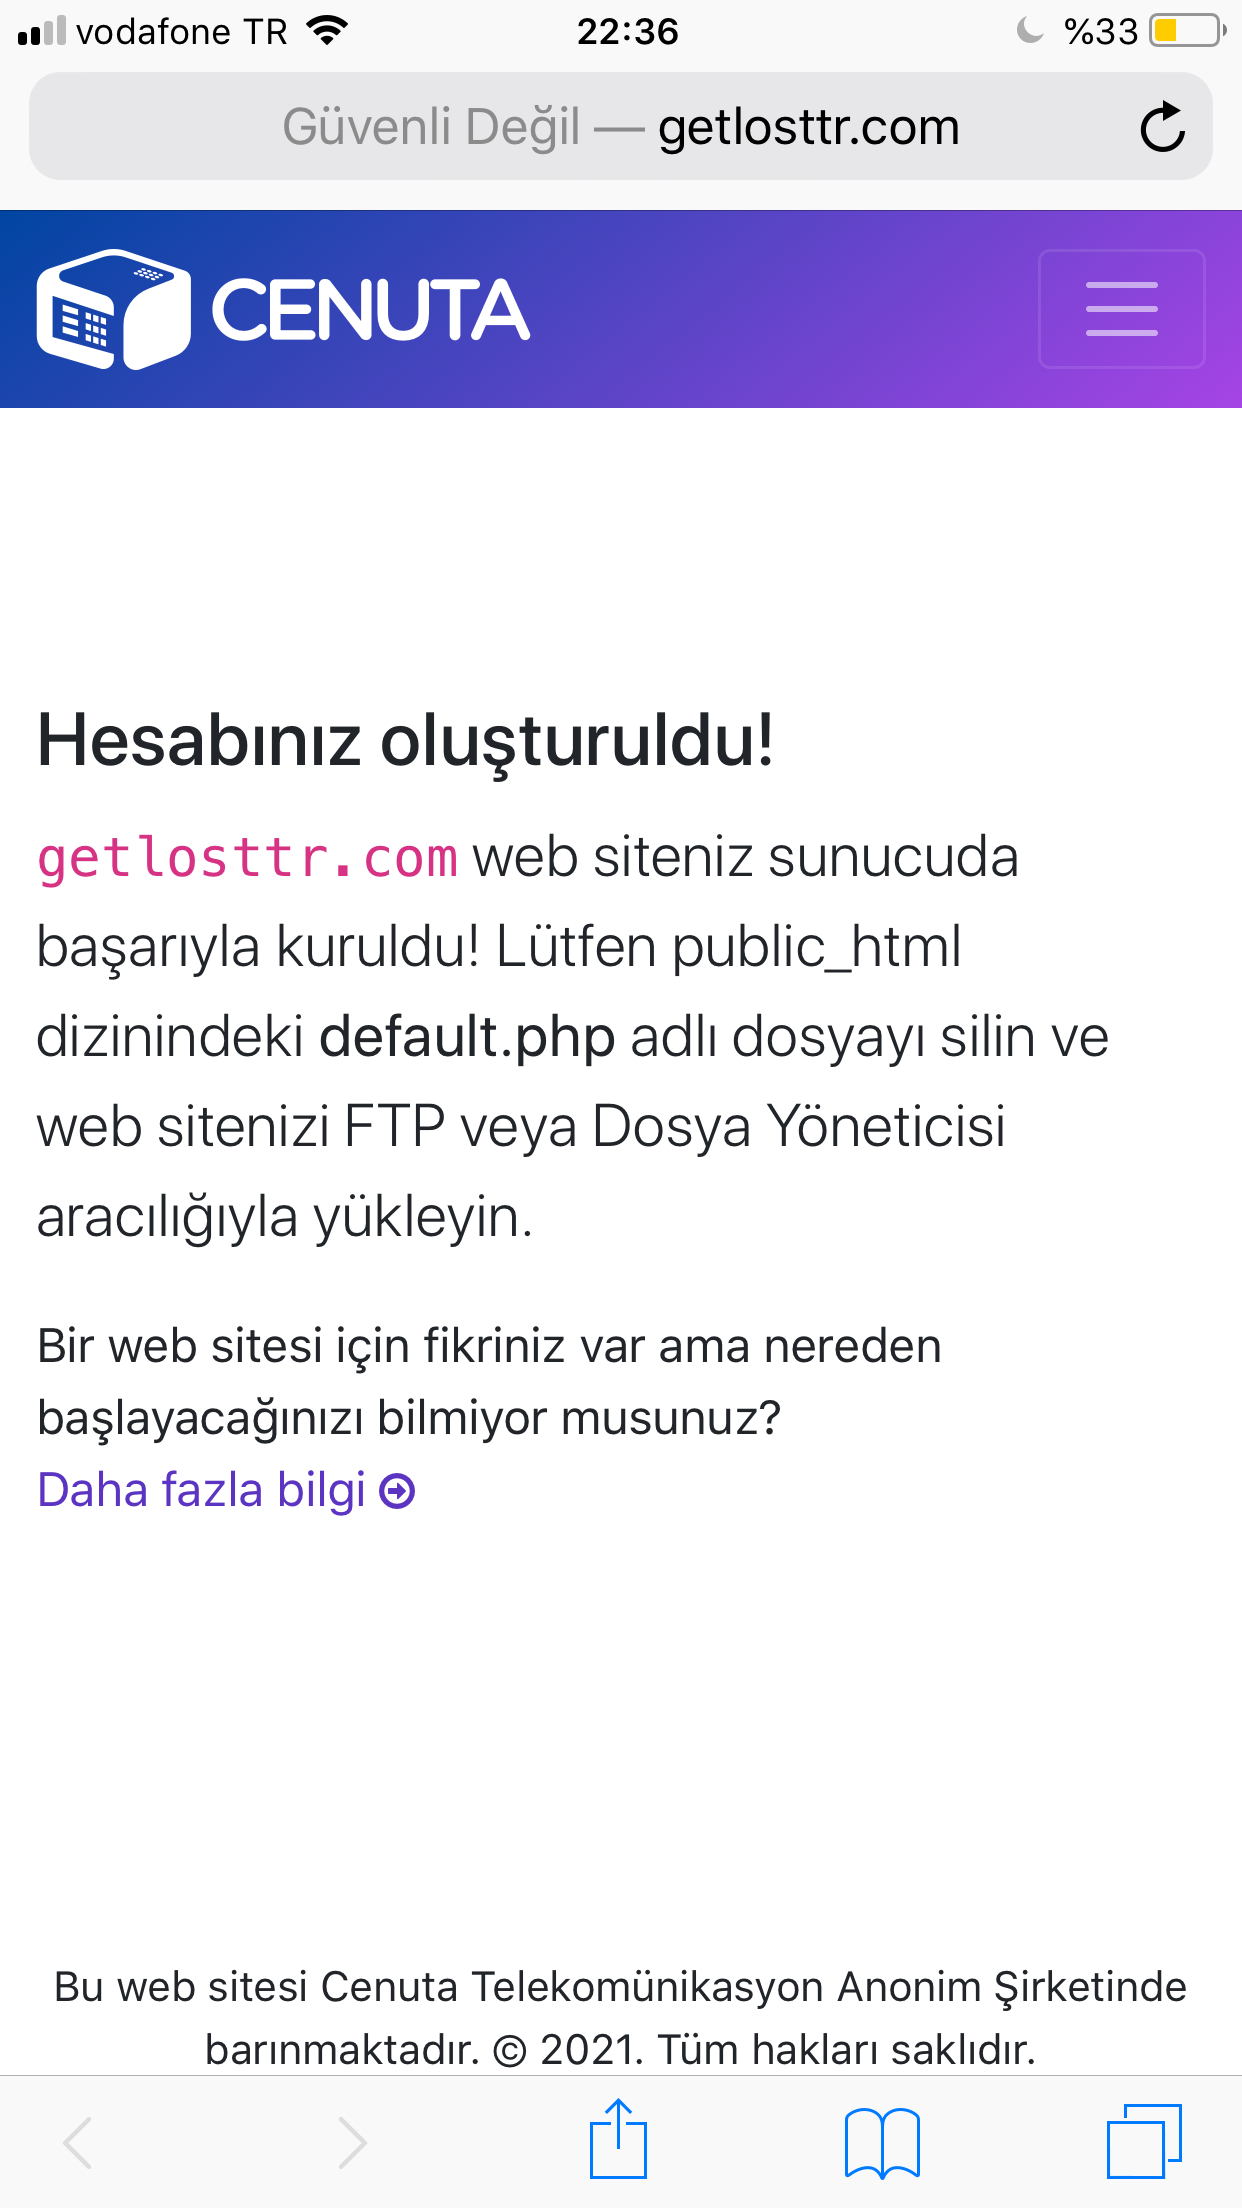 vodafone TR
22:36
%33
Güvenli Değil — getlosttr.com
CENUTA
Hesabınız oluşturuldu!
getlosttr.com web siteniz sunucuda
başarıyla kuruldu! Lütfen public_html
dizinindeki default.php adlı dosyayı silin ve
web sitenizi FTP veya Dosya Yöneticisi
aracılığıyla yükleyin.
Bir web sitesi için fikriniz var ama nereden
başlayacağınızı bilmiyor musunuz?
Daha fazla bilgi
Bu web sitesi Cenuta Telekomünikasyon Anonim Şirketinde
barınmaktadır. © 2021. Tüm hakları saklıdır.